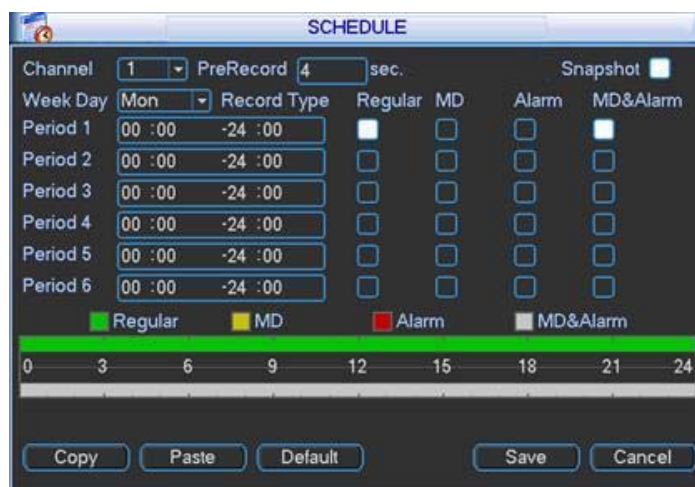 SCHEDULE
Channel 1 PreRecord 4 sec. Snapshot
Week Day Mon Record Type Regular MD Alarm MD&Alarm
Period 1 00 :00 -24 :00
Period 2 00 :00 -24 :00
Period 3 00 :00 -24 :00
Period 4 00 :00 -24 :00
Period 5 00 :00 -24 :00
Period 6 00 :00 -24 :00
Regular MD Alarm MD&Alarm
0 3 6 9 12 15 18 21 24
Copy Paste Default Save Cancel